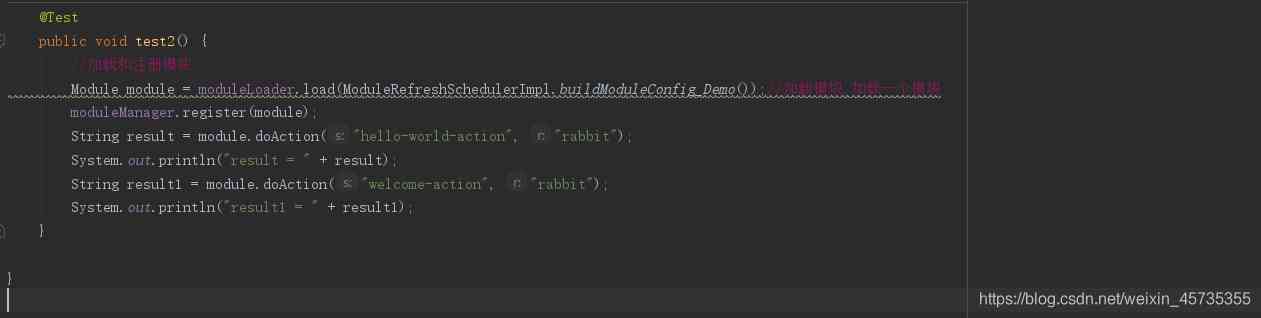 @Test
public void test2() {
//加载和注册模块
Module module = moduleLoader.load(ModuleRefreshSchedulerImpl.buildModuleConfig_Demo());//加载模块 加载一个模块
moduleManager.register(module);
String result = module.doAction( s: "hello-world-action", r: "rabbit");
System.out.println("result = " + result);
String result1 = module.doAction( s: "welcome-action", r: "rabbit");
System.out.println("result1 = " + result1);
}
}
https://blog.csdn.net/weixin_45735355